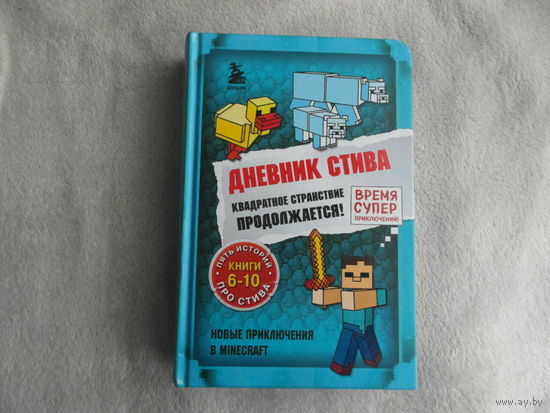 БОМБОРА
ДНЕВНИК СТИВА
КВАДРАТНОЕ СТРАНСТВИЕ
ПРОДОЛЖАЕТСЯ!
ВРЕМЯ
СУПЕР
ПРИКЛЮЧЕНИЙ!
ПЯТЬ ИСТОРИЙ
КНИГИ
6-10
ПРО СТИВА
НОВЫЕ ПРИКЛЮЧЕНИЯ
В MINECRAFT
www.ay.by